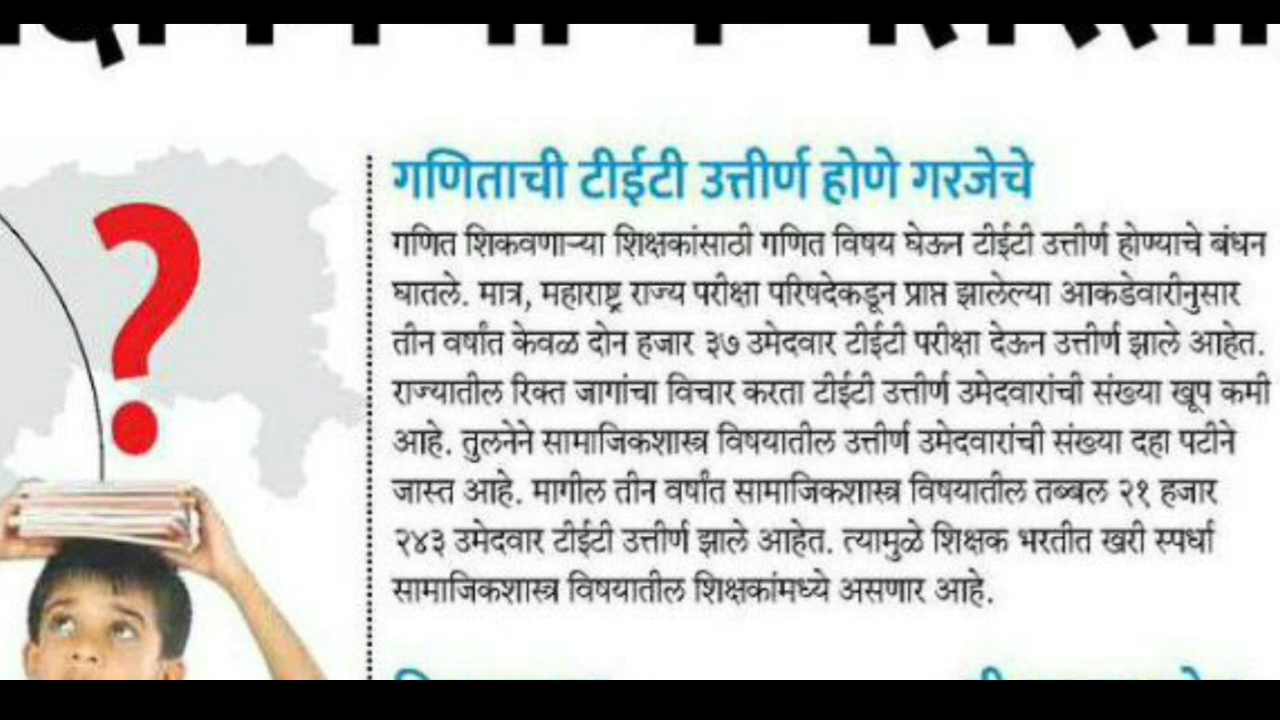 गणिताची टीईटी उत्तीर्ण होणे गरजेचे
गणित शिकवणाऱ्या शिक्षकांसाठी गणित विषय घेऊन टीईटी उत्तीर्ण होण्याचे बंधन
घातले. मात्र, महाराष्ट्र राज्य परीक्षा परिषदेकडून प्राप्त झालेल्या आकडेवारीनुसार
तीन वर्षांत केवळ दोन हजार ३७ उमेदवार टीईटी परीक्षा देऊन उत्तीर्ण झाले आहेत.
राज्यातील रिक्त जागांचा विचार करता टीईटी उत्तीर्ण उमेदवारांची संख्या खूप कमी
आहे. तुलनेने सामाजिकशास्त्र विषयातील उत्तीर्ण उमेदवारांची संख्या दहा पटीने
जास्त आहे. मागील तीन वर्षांत सामाजिकशास्त्र विषयातील तब्बल २१ हजार
२४३ उमेदवार टीईटी उत्तीर्ण झाले आहेत. त्यामुळे शिक्षक भरतीत खरी स्पर्धा
सामाजिकशास्त्र विषयातील शिक्षकांमध्ये असणार आहे.
?